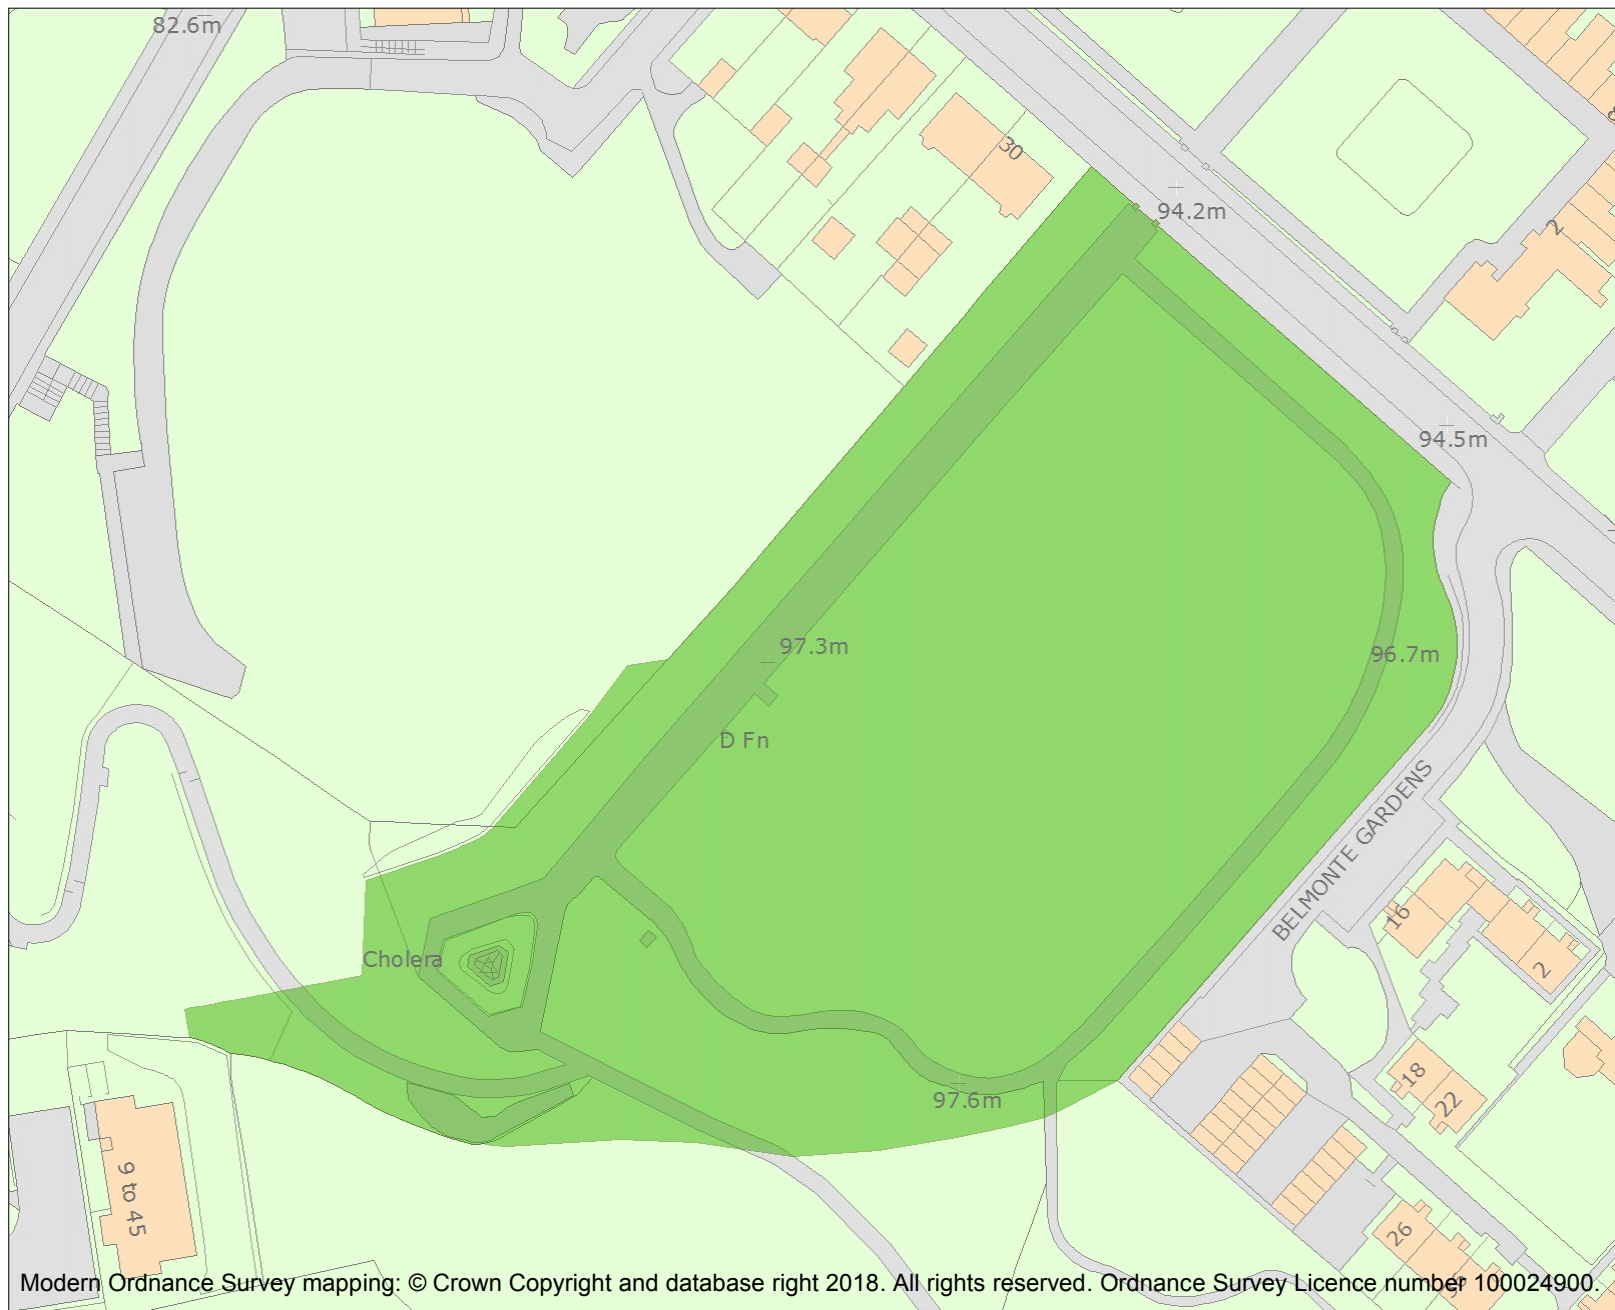 82.6m
30
94.2m
2
94.5m
97.3m
96.7m
D Fn
BELMONTE GARDENS
16
Cholera
2
18
22
97.6m
9 to 45
26
Modern Ordnance Survey mapping: © Crown Copyright and database right 2018. All rights reserved. Ordnance Survey Licence number 100024900.